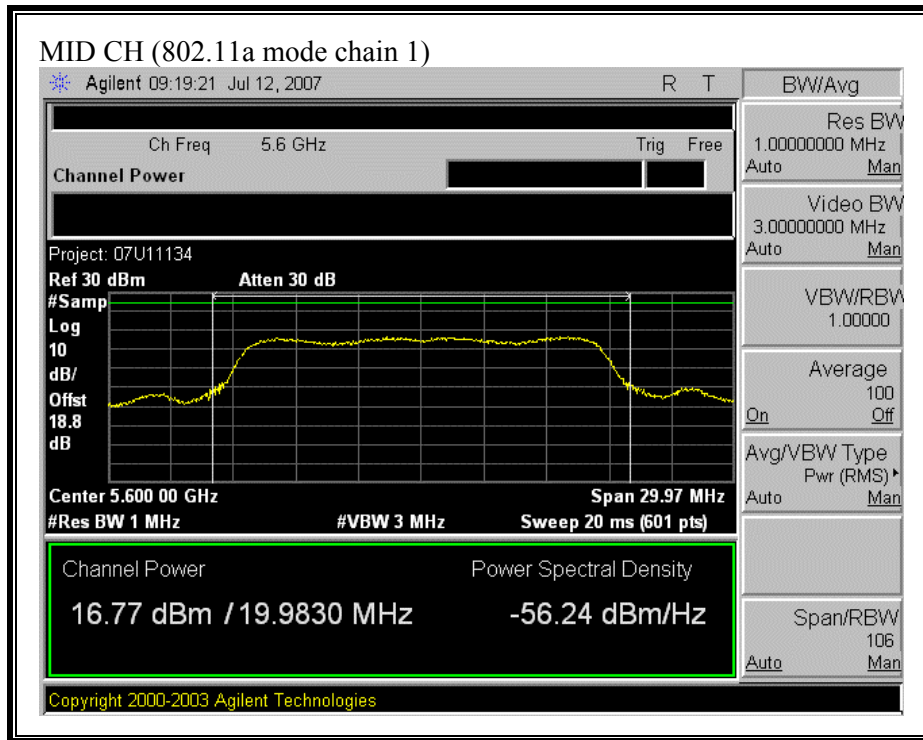 MID CH (802.11a mode chain 1)
Agilent 09:19:21 Jul 12, 2007 R T
BW/Avg
Ch Freq 5.6 GHz Trig Free
Channel Power
Res BW
1.00000000 MHz
Auto Man
Video BW
3.00000000 MHz
Auto Man
VBW/RBW
1.00000
Average
100
On Off
Avg/VBW Type
Pwr (RMS)
Auto Man
Span/RBW
106
Auto Man
Project: 07U11134
Ref 30 dBm Atten 30 dB
#Samp
Log
10
dB/
Offst
18.8
dB
Center 5.600 00 GHz Span 29.97 MHz
#Res BW 1 MHz #VBW 3 MHz Sweep 20 ms (601 pts)
Channel Power Power Spectral Density
16.77 dBm / 19.9830 MHz -56.24 dBm/Hz
Copyright 2000-2003 Agilent Technologies